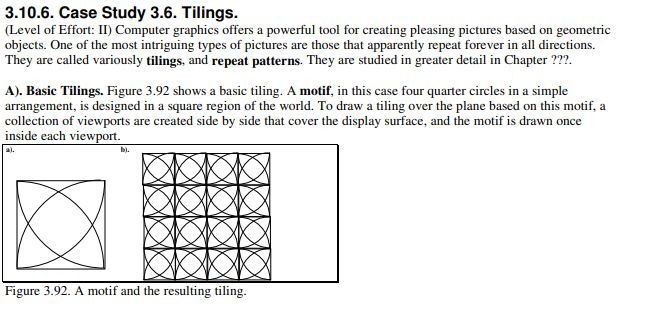 3.10.6. Case Study 3.6. Tilings.
(Level of Effort: II) Computer graphics offers a powerful tool for creating pleasing pictures based on geometric
objects. One of the most intriguing types of pictures are those that apparently repeat forever in all directions.
They are called variously tilings, and repeat patterns. They are studied in greater detail in Chapter ???.
A). Basic Tilings. Figure 3.92 shows a basic tiling. A motif, in this case four quarter circles in a simple
arrangement, is designed in a square region of the world. To draw a tiling over the plane based on this motif, a
collection of viewports are created side by side that cover the display surface, and the motif is drawn once
inside each viewport.
a). b).
Figure 3.92. A motif and the resulting tiling.